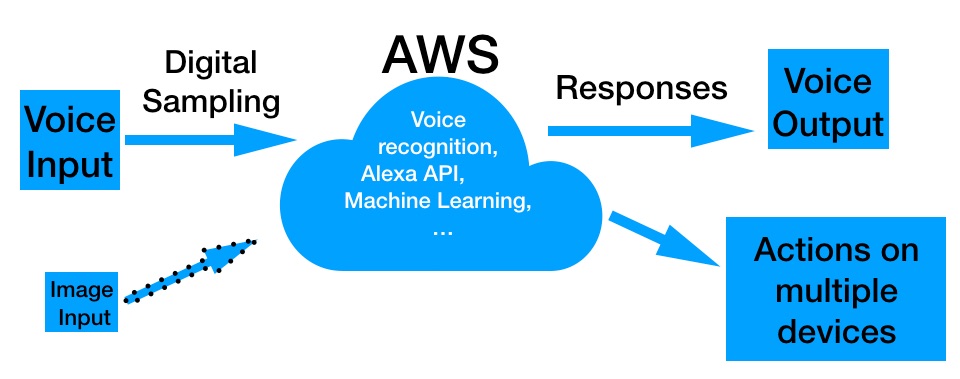 Voice
Input
Digital
Sampling
AWS
Voice
recognition,
Alexa API,
Machine Learning,
...
Responses
Voice
Output
Image
Input
Actions on
multiple
devices